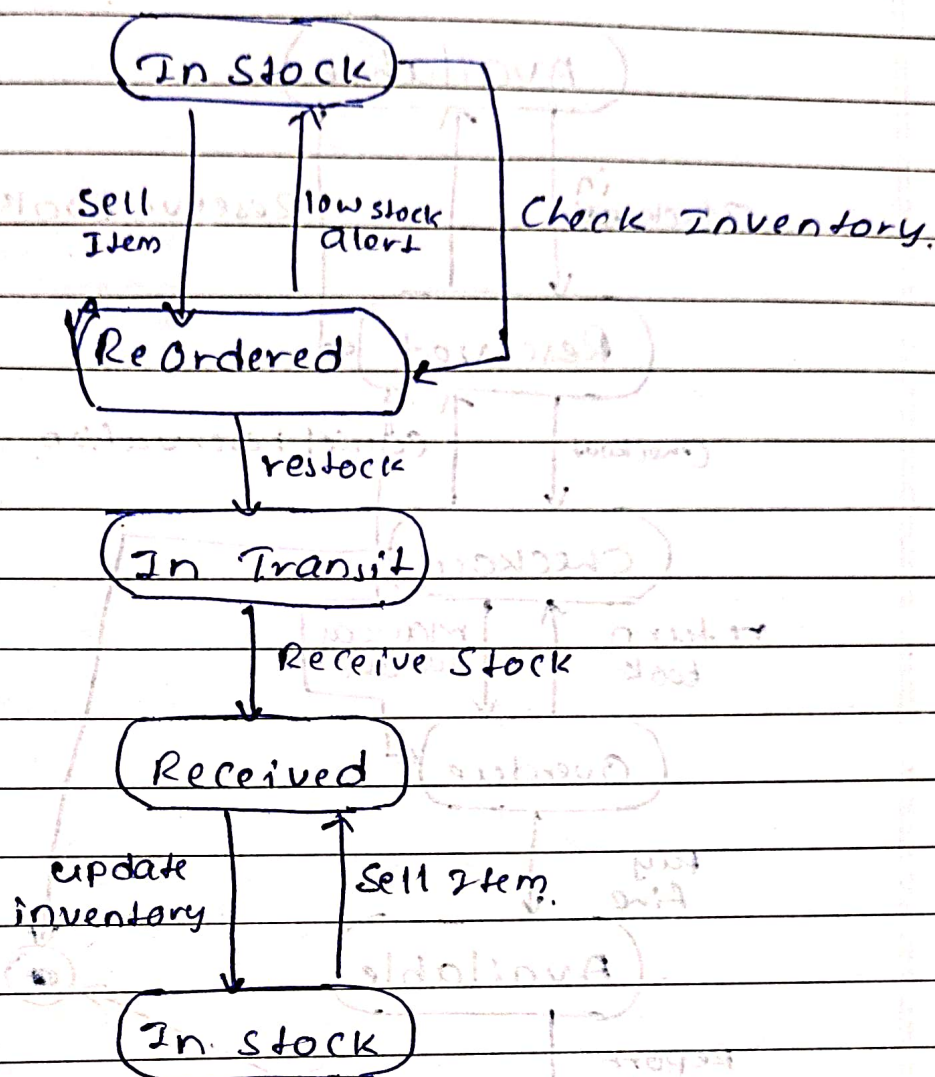 In Stock
Sell
Item
low stock
alert
Check Inventory.
ReOrdered
restock
In Transit
Receive Stock
Received
update
inventory
Sell Item.
In. Stock